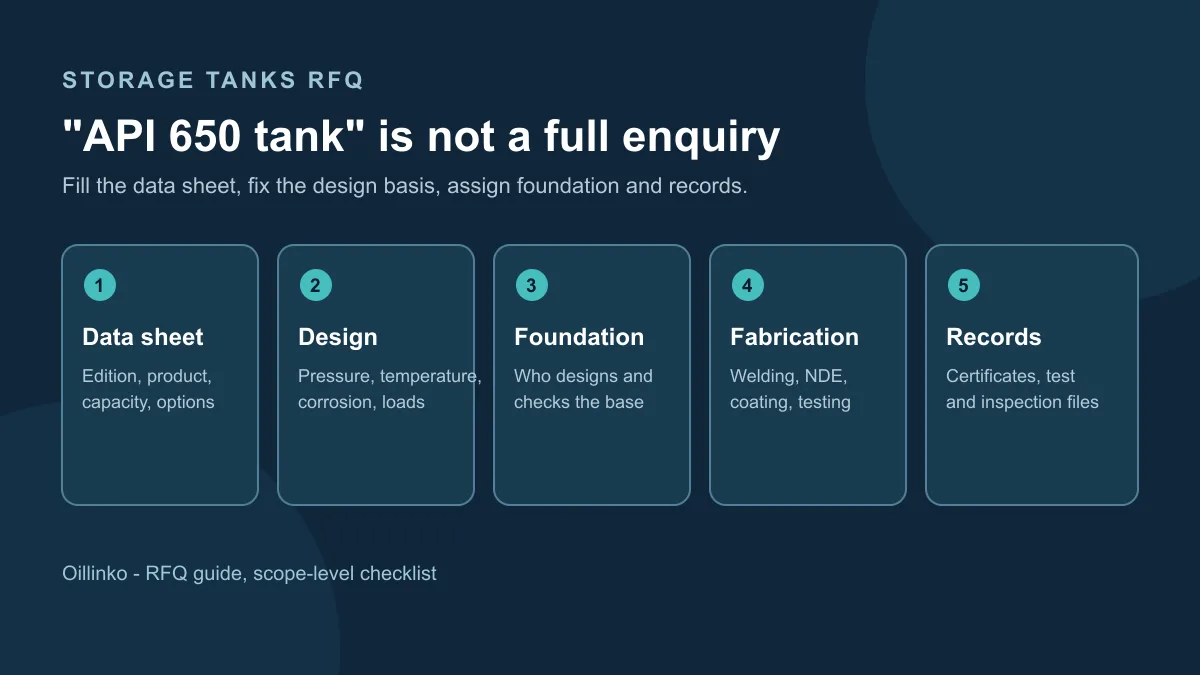 STORAGE TANKS RFQ
"API 650 tank" is not a full enquiry
Fill the data sheet, fix the design basis, assign foundation and records.
1
Data sheet
Edition, product,
capacity, options
2
Design
Pressure, temperature,
corrosion, loads
3
Foundation
Who designs and
checks the base
4
Fabrication
Welding, NDE,
coating, testing
5
Records
Certificates, test
and inspection files
Oillinko - RFQ guide, scope-level checklist